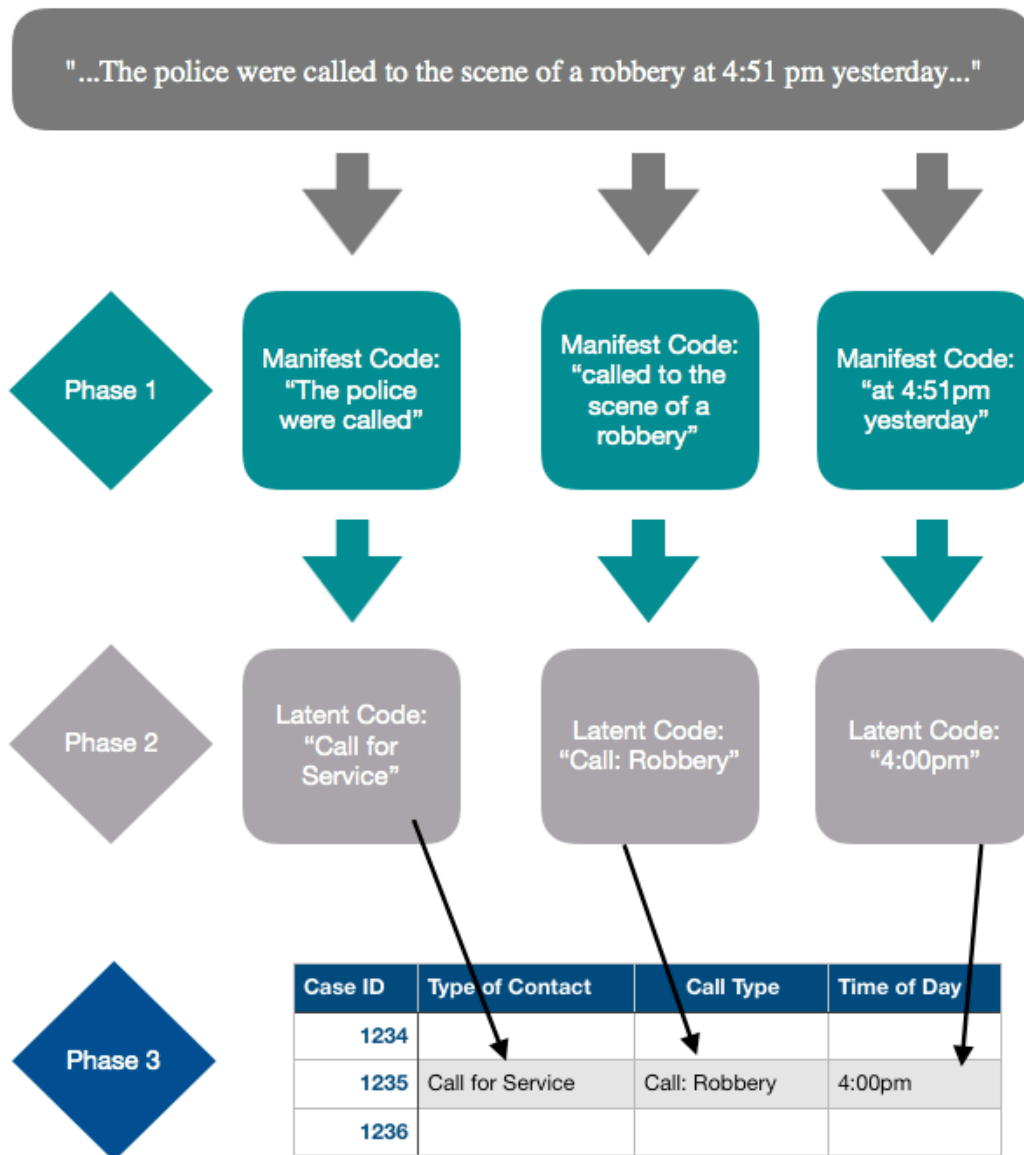 "...The police were called to the scene of a robbery at 4:51 pm yesterday..."
Phase 1
Manifest Code:
“The police
were called”
Manifest Code:
“called to the
scene of a
robbery”
Manifest Code:
“at 4:51pm
yesterday”
Phase 2
Latent Code:
“Call for
Service”
Latent Code:
“Call: Robbery”
Latent Code:
“4:00pm”
Phase 3
Case ID Type of Contact Call Type Time of Day
1234
1235 Call for Service Call: Robbery 4:00pm
1236